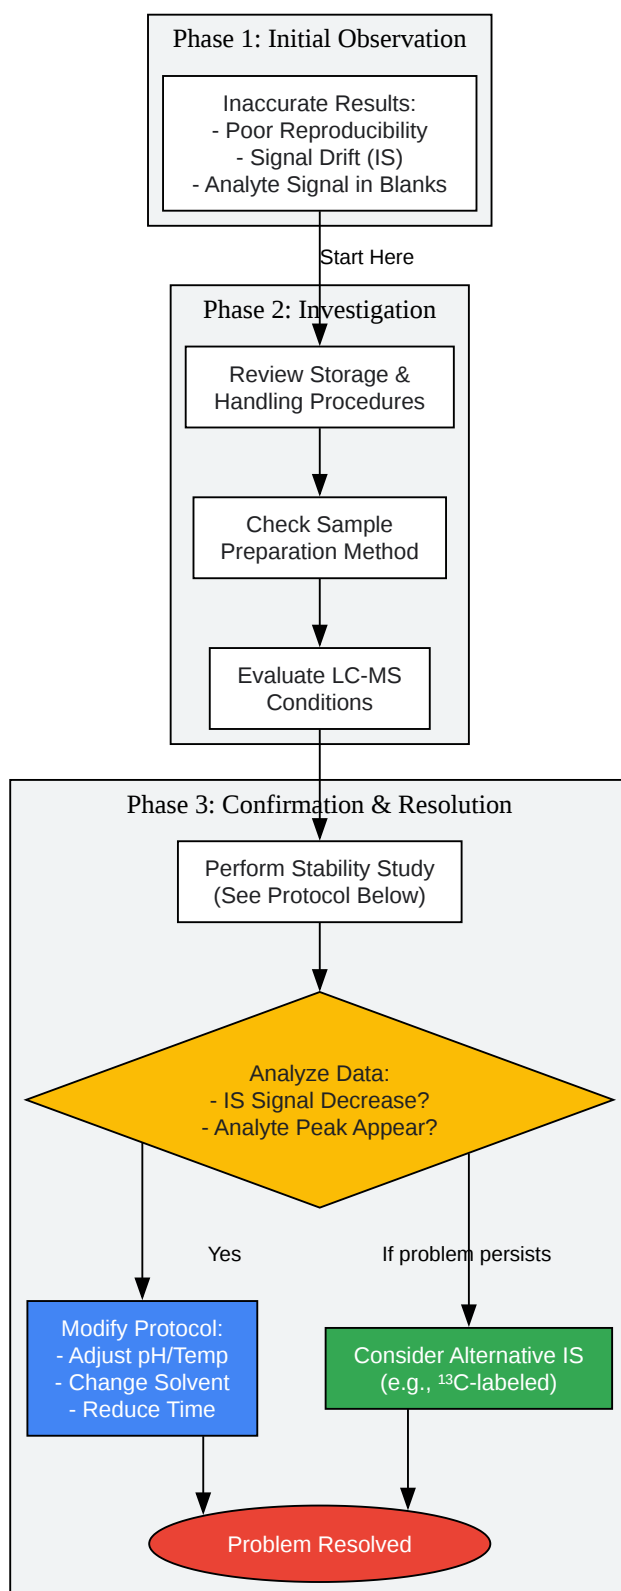 Phase 1: Initial Observation
Inaccurate Results:
- Poor Reproducibility
- Signal Drift (IS)
- Analyte Signal in Blanks
Start Here
Phase 2: Investigation
Review Storage &
Handling Procedures
Check Sample
Preparation Method
Evaluate LC-MS
Conditions
Phase 3: Confirmation & Resolution
Perform Stability Study
(See Protocol Below)
Analyze Data:
- IS Signal Decrease?
- Analyte Peak Appear?
Yes
If problem persists
Modify Protocol:
- Adjust pH/Temp
- Change Solvent
- Reduce Time
Consider Alternative IS
(e.g., ¹³C-labeled)
Problem Resolved